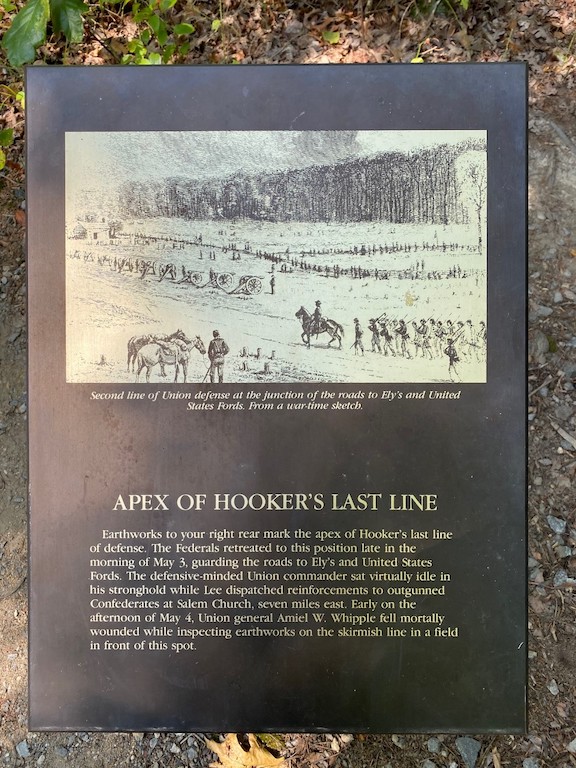 Second line of Union defense at the junction of the roads to Ely's and United
States Fords. From a war-time sketch.
APEX OF HOOKER'S LAST LINE
Earthworks to your right rear mark the apex of Hooker's last line
of defense. The Federals retreated to this position late in the
morning of May 3, guarding the roads to Ely's and United States
Fords. The defensive-minded Union commander sat virtually idle in
his stronghold while Lee dispatched reinforcements to outgunned
Confederates at Salem Church, seven miles east. Early on the
afternoon of May 4, Union general Amiel W. Whipple fell mortally
wounded while inspecting earthworks on the skirmish line in a field
in front of this spot.